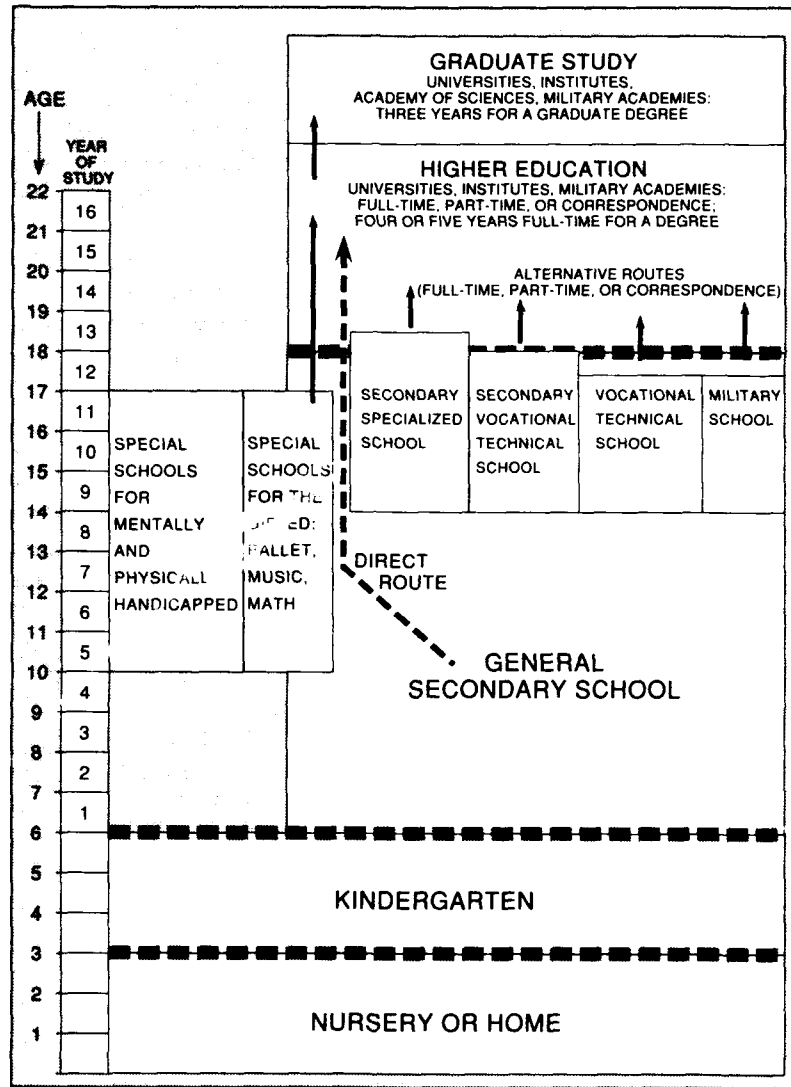 GRADUATE STUDY
UNIVERSITIES, INSTITUTES,
ACADEMY OF SCIENCES, MILITARY ACADEMIES:
THREE YEARS FOR A GRADUATE DEGREE
AGE
YEAR
OF
STUDY
HIGHER EDUCATION
UNIVERSITIES, INSTITUTES, MILITARY ACADEMIES:
FULL-TIME, PART-TIME, OR CORRESPONDENCE;
FOUR OR FIVE YEARS FULL-TIME FOR A DEGREE
ALTERNATIVE ROUTES
(FULL-TIME, PART-TIME, OR CORRESPONDENCE)
22
16
21
15
20
14
19
13
18
12
17
11
16
10
15
9
14
8
13
7
12
6
11
5
10
4
9
3
8
2
7
1
6
5
4
3
2
1
SPECIAL
SCHOOLS
FOR
MENTALLY
AND
PHYSICALL
HANDICAPPED
SPECIAL
SCHOOLS
FOR THE
MUSIC,
MATH
SECONDARY
SPECIALIZED
SCHOOL
SECONDARY
VOCATIONAL
TECHNICAL
SCHOOL
VOCATIONAL
TECHNICAL
SCHOOL
MILITARY
SCHOOL
DIRECT
ROUTE
GENERAL
SECONDARY SCHOOL
KINDERGARTEN
NURSERY OR HOME